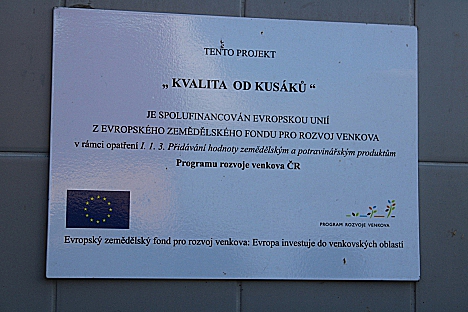 TENTO PROJEKT
„ KVALITA OD KUSÁKŮ “
JE SPOLUFINANCOVÁN EVROPSKOU UNIÍ
Z EVROPSKÉHO ZEMĚDĚLSKÉHO FONDU PRO ROZVOJ VENKOVA
v rámci opatření I. 1. 3. Přidávání hodnoty zemědělským a potravinářským produktům
Programu rozvoje venkova ČR
PROGRAM ROZVOJE VENKOVA
Evropský zemědělský fond pro rozvoj venkova: Evropa investuje do venkovských oblastí